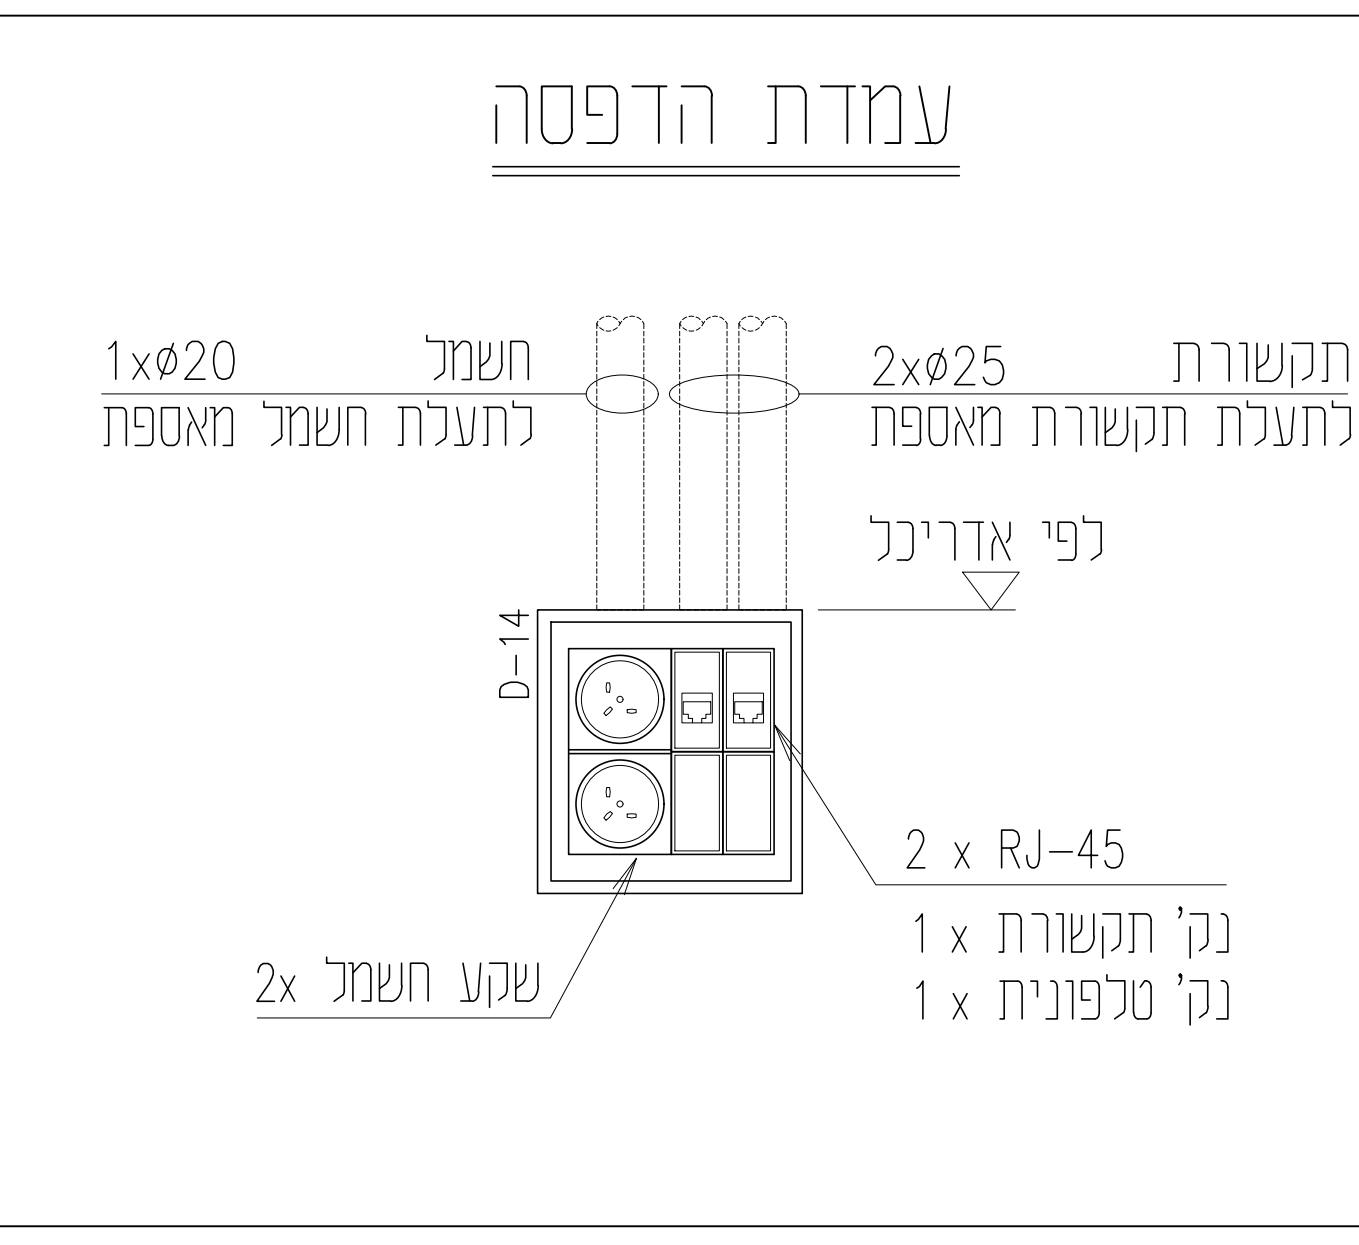 עמדת הדפסה
חשמל 1xø20
לתעלת חשמל מאספת
תקשורת 2xø25
לתעלת תקשורת מאספת
לפי אדריכל
D-14
2 x RJ-45
נק' תקשורת x 1
נק' טלפונית x 1
שקע חשמל 2x